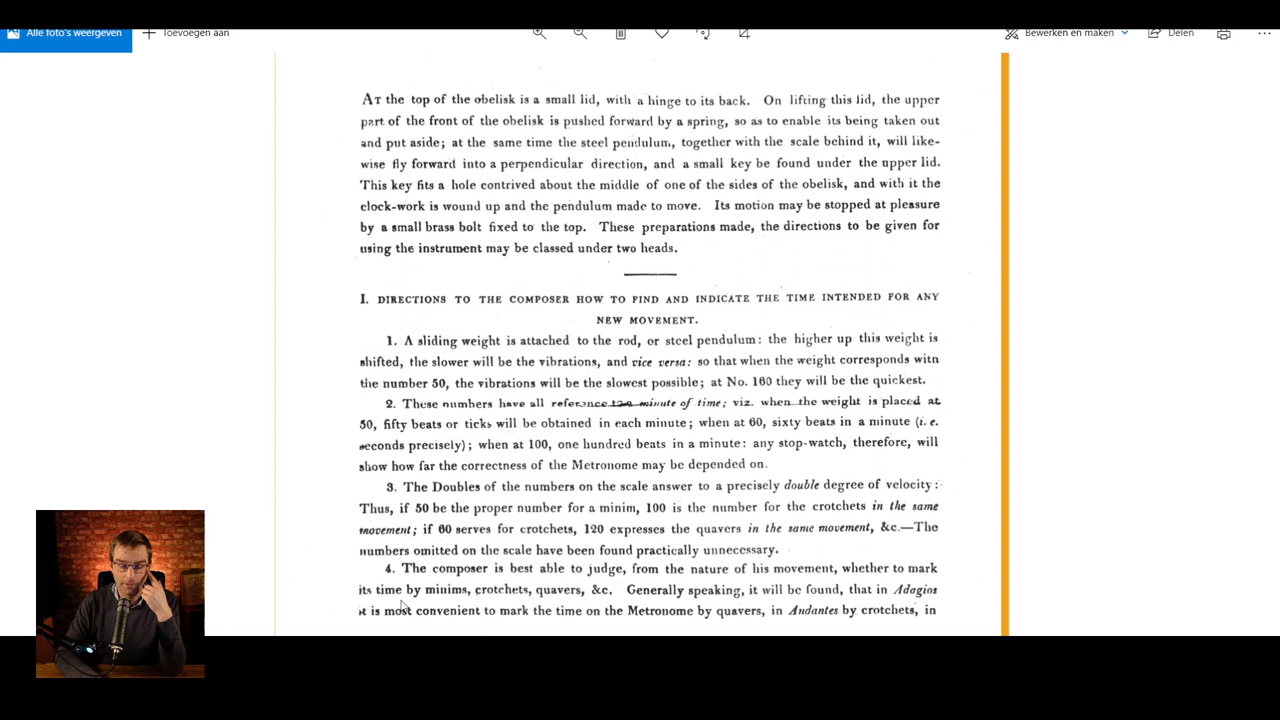 Alle foto's weergeven
Toevoegen aan
Bewerken en maken
Delen
AT the top of the obelisk is a small lid, with a hinge to its back. On lifting this lid, the upper
part of the front of the obelisk is pushed forward by a spring, so as to enable its being taken out
and put aside; at the same time the steel pendulum, together with the scale behind it, will like-
wise fly forward into a perpendicular direction, and a small key be found under the upper lid.
This key fits a hole contrived about the middle of one of the sides of the obelisk, and with it the
clock-work is wound up and the pendulum made to move. Its motion may be stopped at pleasure
by a small brass bolt fixed to the top. These preparations made, the directions to be given for
using the instrument may be classed under two heads.
I. DIRECTIONS TO THE COMPOSER HOW TO FIND AND INDICATE THE TIME INTENDED FOR ANY
NEW MOVEMENT.
1. A sliding weight is attached to the rod, or steel pendulum: the higher up this weight is
shifted, the slower will be the vibrations, and vice versa: so that when the weight corresponds with
the number 50, the vibrations will be the slowest possible; at No. 160 they will be the quickest.
2. These numbers have all reference to a minute of time; viz. when the weight is placed at
50, fifty beats or ticks will be obtained in each minute; when at 60, sixty beats in a minute (i. e.
seconds precisely); when at 100, one hundred beats in a minute: any stop-watch, therefore, will
show how far the correctness of the Metronome may be depended on.
3. The Doubles of the numbers on the scale answer to a precisely double degree of velocity:
Thus, if 50 be the proper number for a minim, 100 is the number for the crotchets in the same
movement; if 60 serves for crotchets, 120 expresses the quavers in the same movement, &c.—The
numbers omitted on the scale have been found practically unnecessary.
4. The composer is best able to judge, from the nature of his movement, whether to mark
its time by minims, crotchets, quavers, &c. Generally speaking, it will be found, that in Adagios
it is most convenient to mark the time on the Metronome by quavers, in Andantes by crotchets, in